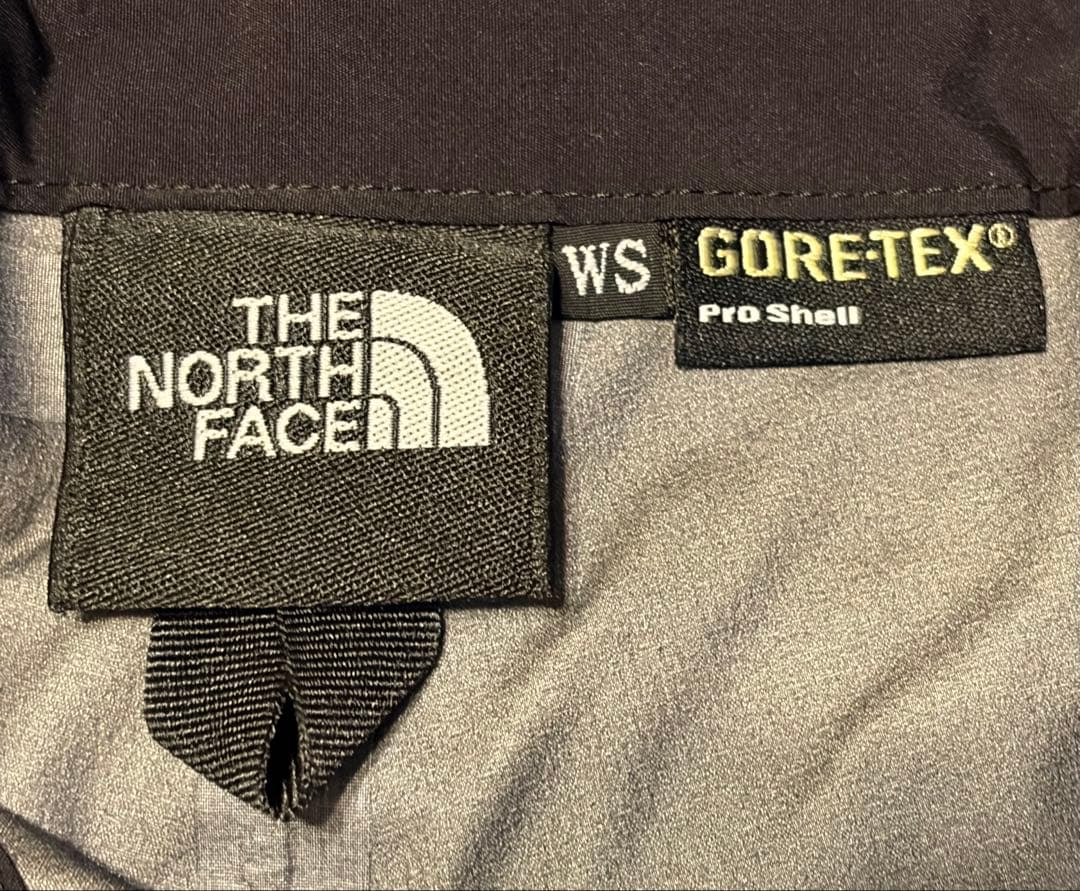 THE
NORTH
FACE
WS
GORE-TEX®
Pro Shell